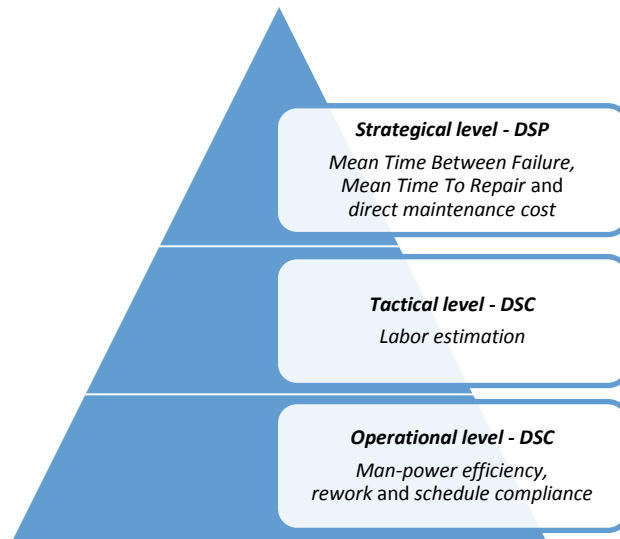 Strategical level - DSP
Mean Time Between Failure,
Mean Time To Repair and
direct maintenance cost
Tactical level - DSC
Labor estimation
Operational level - DSC
Man-power efficiency,
rework and schedule compliance